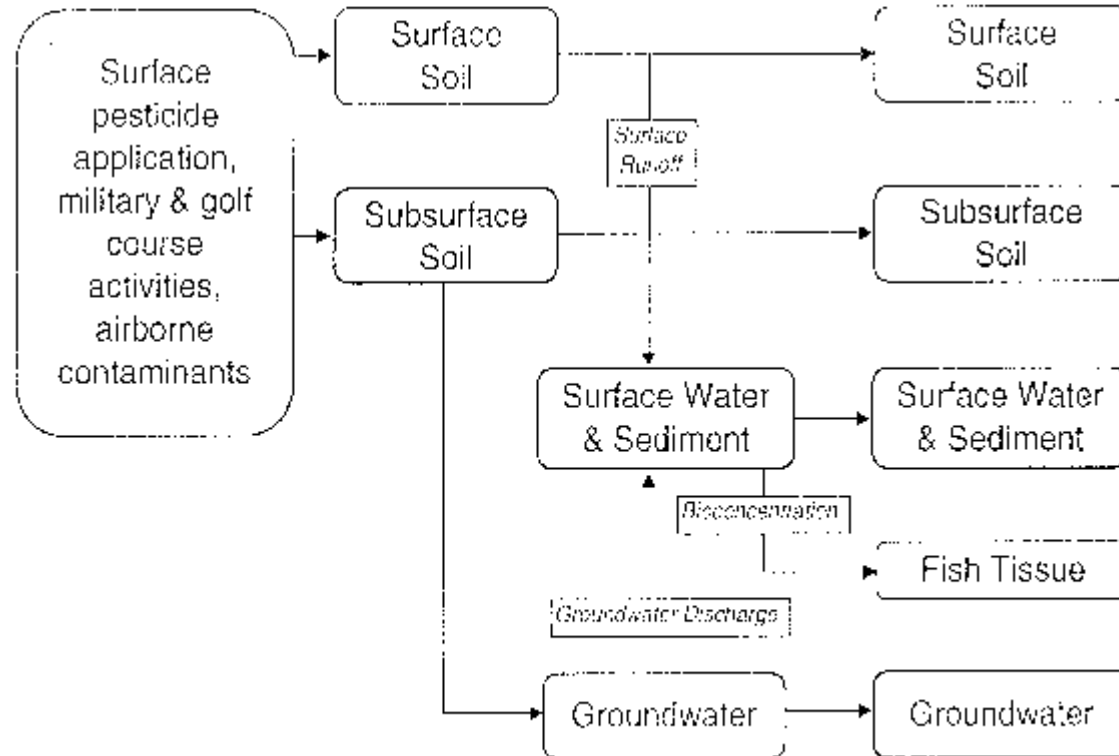 Surface
pesticide
application,
military & golf
course
activities,
airborne
contaminants
Surface
Soil
Surface
Soil
Surface
Runoff
Subsurface
Soil
Subsurface
Soil
Surface Water
& Sediment
Surface Water
& Sediment
Bioconcentration
Fish Tissue
Groundwater Discharge
Groundwater
Groundwater